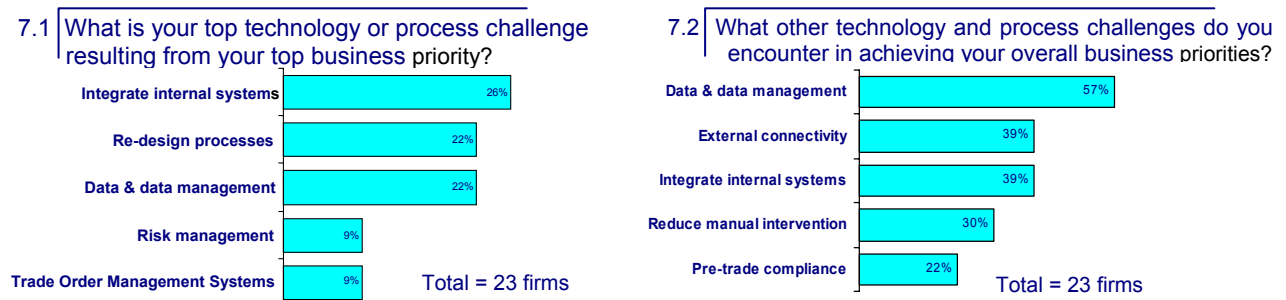 7.1 What is your top technology or process challenge
resulting from your top business priority?
Integrate internal systems 26%
Re-design processes 22%
Data & data management 22%
Risk management 9%
Trade Order Management Systems 9%
Total = 23 firms
7.2 What other technology and process challenges do you
encounter in achieving your overall business priorities?
Data & data management 57%
External connectivity 39%
Integrate internal systems 39%
Reduce manual intervention 30%
Pre-trade compliance 22%
Total = 23 firms